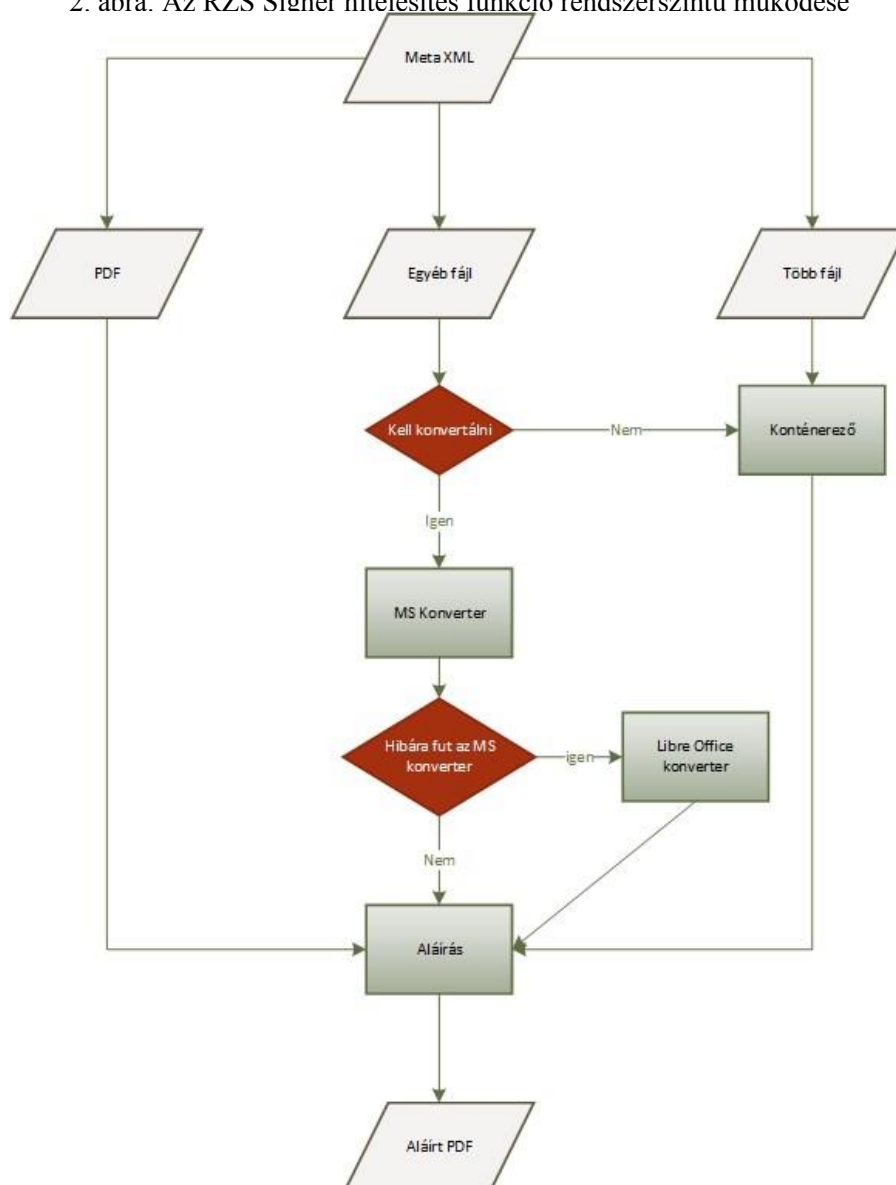 2. ábra: Az RZS Signer hitelesítés funkció rendszerszintű működése
Meta XML
PDF
Egyéb fájl
Több fájl
Kell konvertálni
Nem
Konténerező
Igen
MS Konverter
Hibára fut az MS
konverter
igen
Libre Office
konverter
Nem
Aláírás
Aláírt PDF